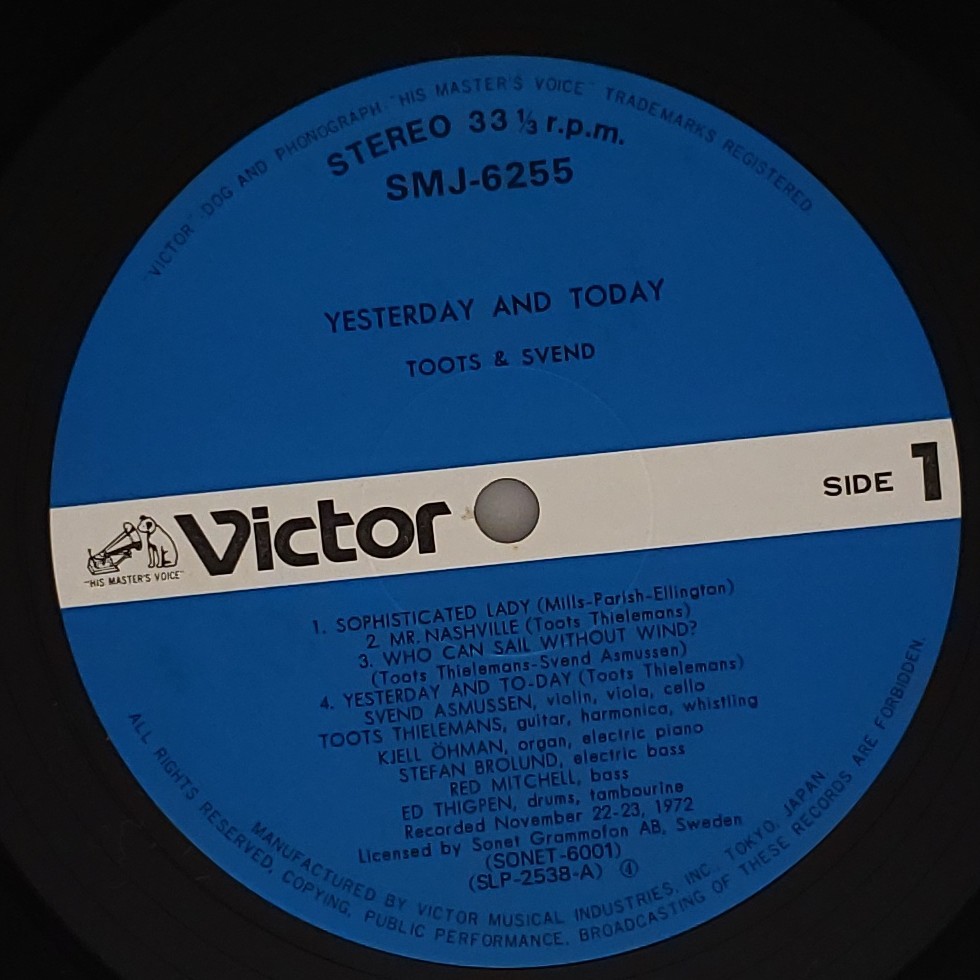 "VICTOR" · DOG AND PHONOGRAPH · "HIS MASTER'S VOICE" TRADEMARKS REGISTERED.
STEREO 33 ⅓ r.p.m.
SMJ-6255
YESTERDAY AND TODAY
TOOTS & SVEND
Victor
"HIS MASTER'S VOICE"
SIDE 1
1. SOPHISTICATED LADY (Mills-Parish-Ellington)
2. MR. NASHVILLE (Toots Thielemans)
3. WHO CAN SAIL WITHOUT WIND?
(Toots Thielemans-Svend Asmussen)
4. YESTERDAY AND TO-DAY (Toots Thielemans)
SVEND ASMUSSEN, violin, viola, cello
TOOTS THIELEMANS, guitar, harmonica, whistling
KJELL ÖHMAN, organ, electric piano
STEFAN BROLUND, electric bass
RED MITCHELL, bass
ED THIGPEN, drums, tambourine
Recorded November 22-23, 1972
Licensed by Sonet Grammofon AB, Sweden
(SONET-6001)
(SLP-2538-A) ④
MANUFACTURED BY VICTOR MUSICAL INDUSTRIES, INC., TOKYO, JAPAN
ALL RIGHTS RESERVED, COPYING, PUBLIC PERFORMANCE, BROADCASTING OF THESE RECORDS ARE FORBIDDEN.